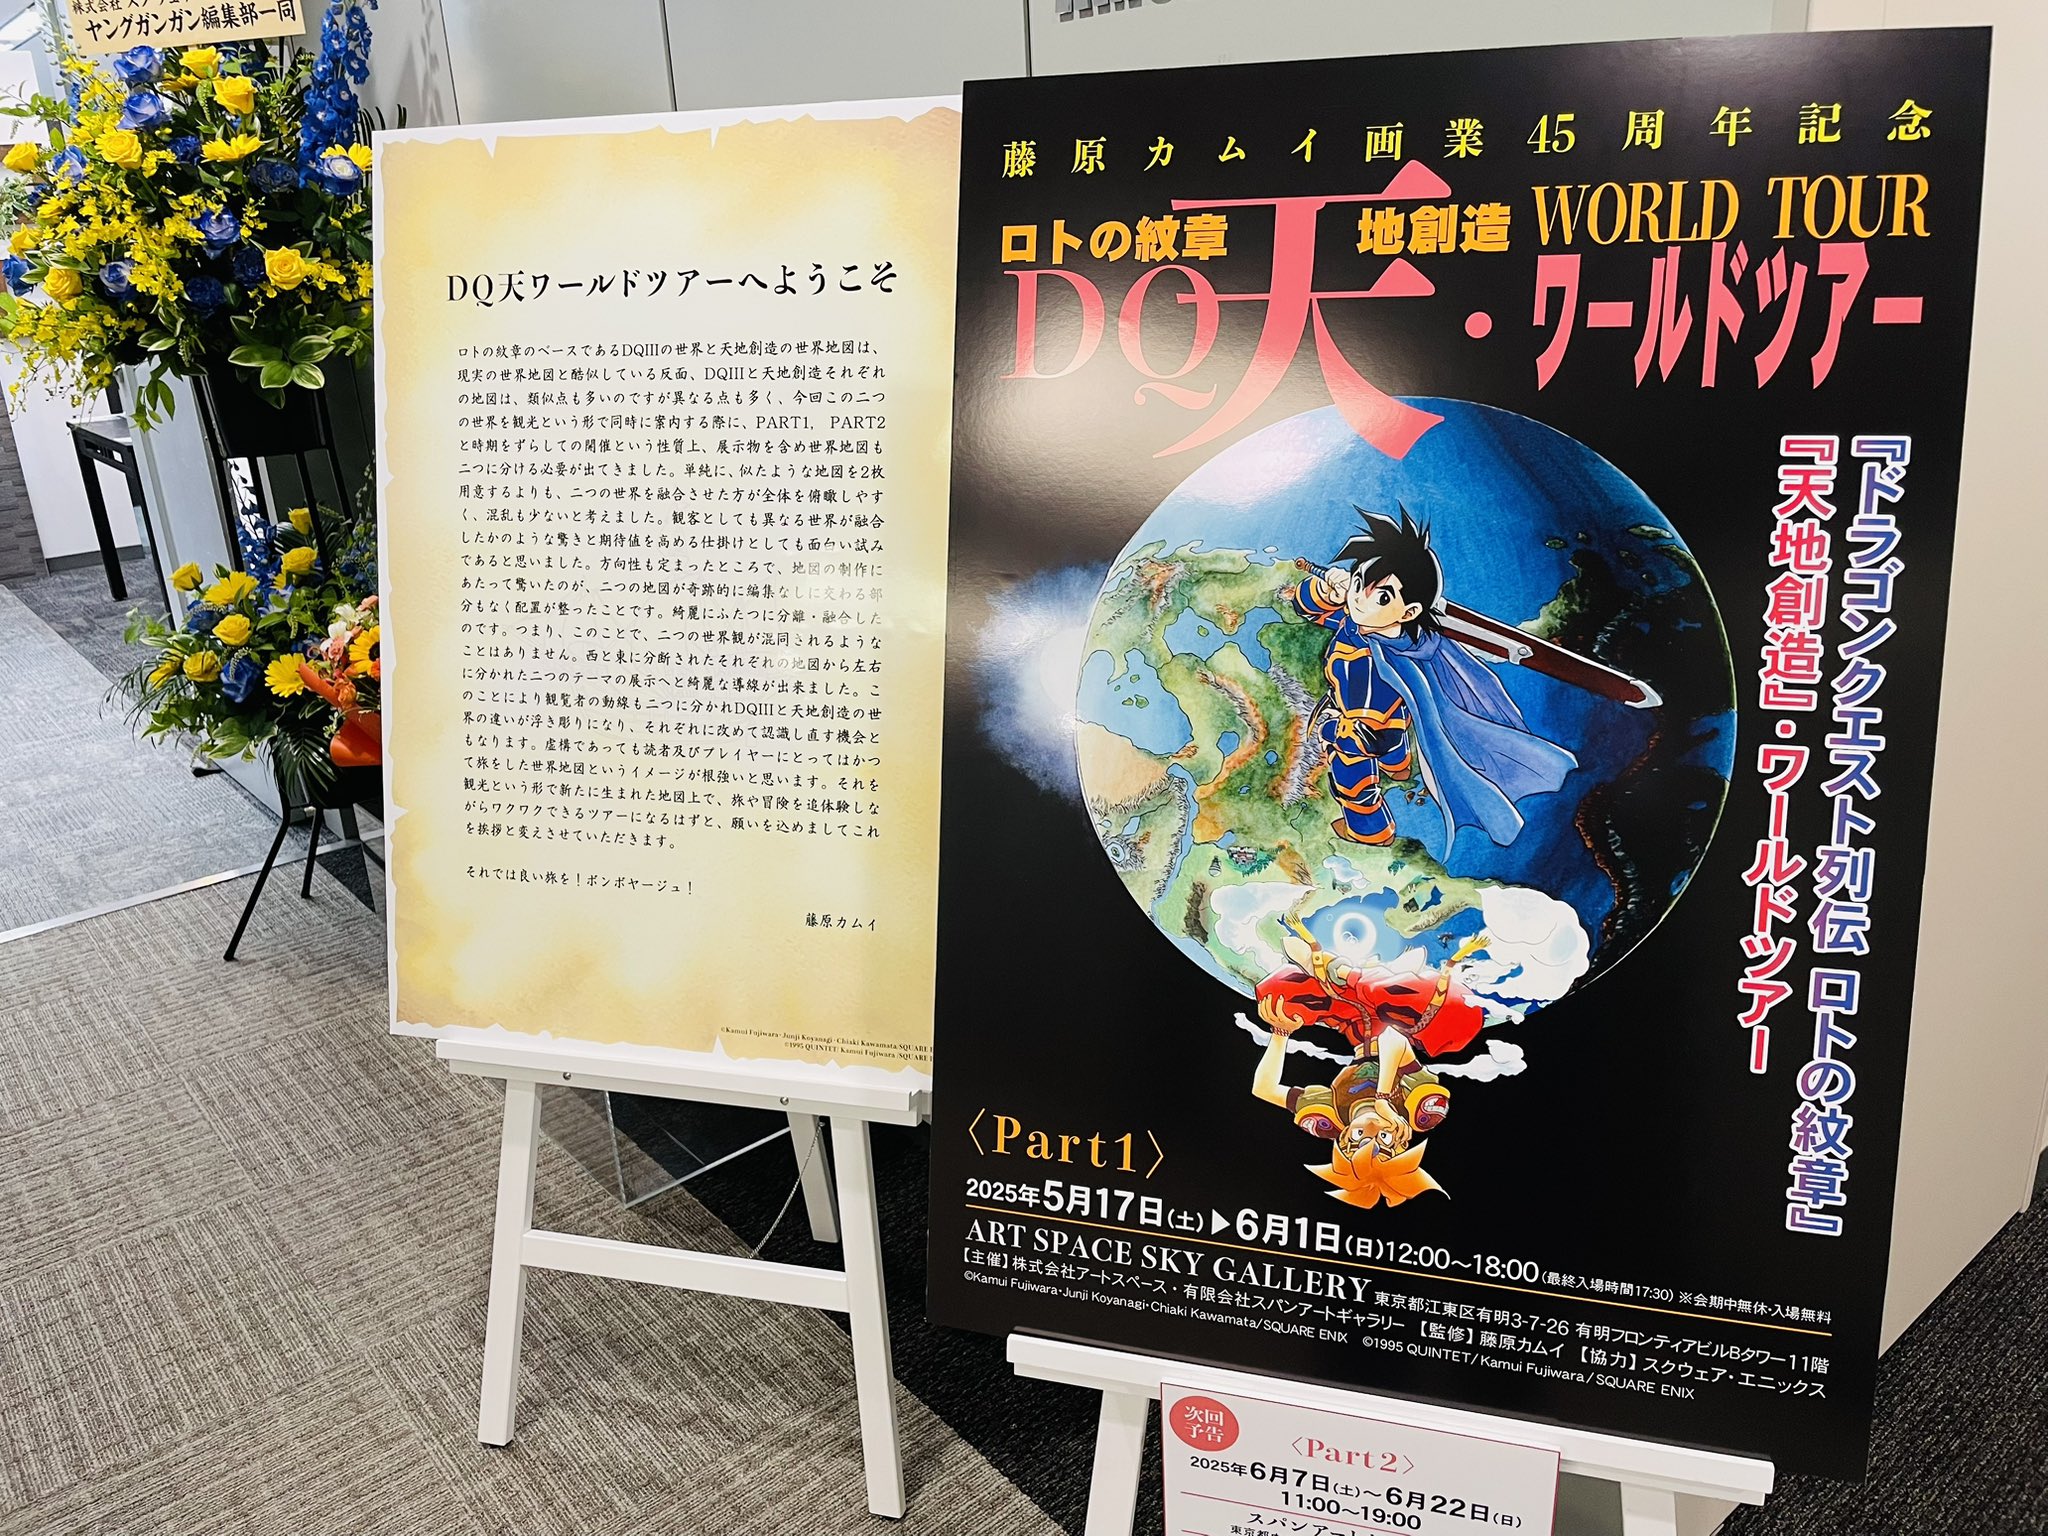 ヤングガンガン編集部一同
DQ天ワールドツアーへようこそ
ロトの紋章のベースであるDQIIIの世界と天地創造の世界地図は、
現実の世界地図と酷似している反面、DQIIIと天地創造それぞれ
の地図は、類似点も多いのですが異なる点も多く、今回この二つ
の世界を観光という形で同時に案内する際に、PART1, PART2
と時期をずらしての開催という性質上、展示物を含め世界地図も
二つに分ける必要が出てきました。単純に、似たような地図を2枚
用意するよりも、二つの世界を融合させた方が全体を俯瞰しやす
く、混乱も少ないと考えました。観客としても異なる世界が融合
したかのような驚きと期待値を高める仕掛けとしても面白い試み
であると思いました。方向性も定まったところで、地図の制作に
あたって驚いたのが、二つの地図が奇跡的に編集なしに交わる部
分もなく配置が整ったことです。綺麗にふたつに分離・融合した
のです。つまり、このことで、二つの世界観が混同されるような
ことはありません。西と東に分断されたそれぞれの地図から左右
に分かれた二つのテーマの展示へと綺麗な導線が出来ました。こ
のことにより観覧者の動線も二つに分かれDQIIIと天地創造の世
界の違いが浮き彫りになり、それぞれに改めて認識し直す機会と
もなります。虚構であっても読者及びプレイヤーにとってはかつ
て旅をした世界地図というイメージが根強いと思います。それを
観光という形で新たに生まれた地図上で、旅や冒険を追体験しな
がらワクワクできるツアーになるはずと、願いを込めましてこれ
を挨拶と変えさせていただきます。
それでは良い旅を！ボンボヤージュ！
藤原カムイ
©Kamui Fujiwara・Junji Koyanagi・Chiaki Kawamata/SQUARE E
©1995 QUINTET/ Kamui Fujiwara /SQUARE E
藤原カムイ画業45周年記念
ロトの紋章 地創造 WORLD TOUR
DQ天・ワールドツアー
『ドラゴンクエスト列伝 ロトの紋章』
『天地創造』・ワールドツアー
〈Part1〉
2025年5月17日(土)▶6月1日(日)12:00～18:00(最終入場時間17:30) ※会期中無休・入場無料
ART SPACE SKY GALLERY 東京都江東区有明3-7-26 有明フロンティアビルBタワー11階
【主催】株式会社アートスペース・有限会社スパンアートギャラリー 【監修】藤原カムイ 【協力】スクウェア・エニックス
©Kamui Fujiwara・Junji Koyanagi・Chiaki Kawamata/SQUARE ENIX ©1995 QUINTET/ Kamui Fujiwara / SQUARE ENIX
次回
予告
〈Part2〉
2025年6月7日(土)～6月22日(日)
11:00～19:00